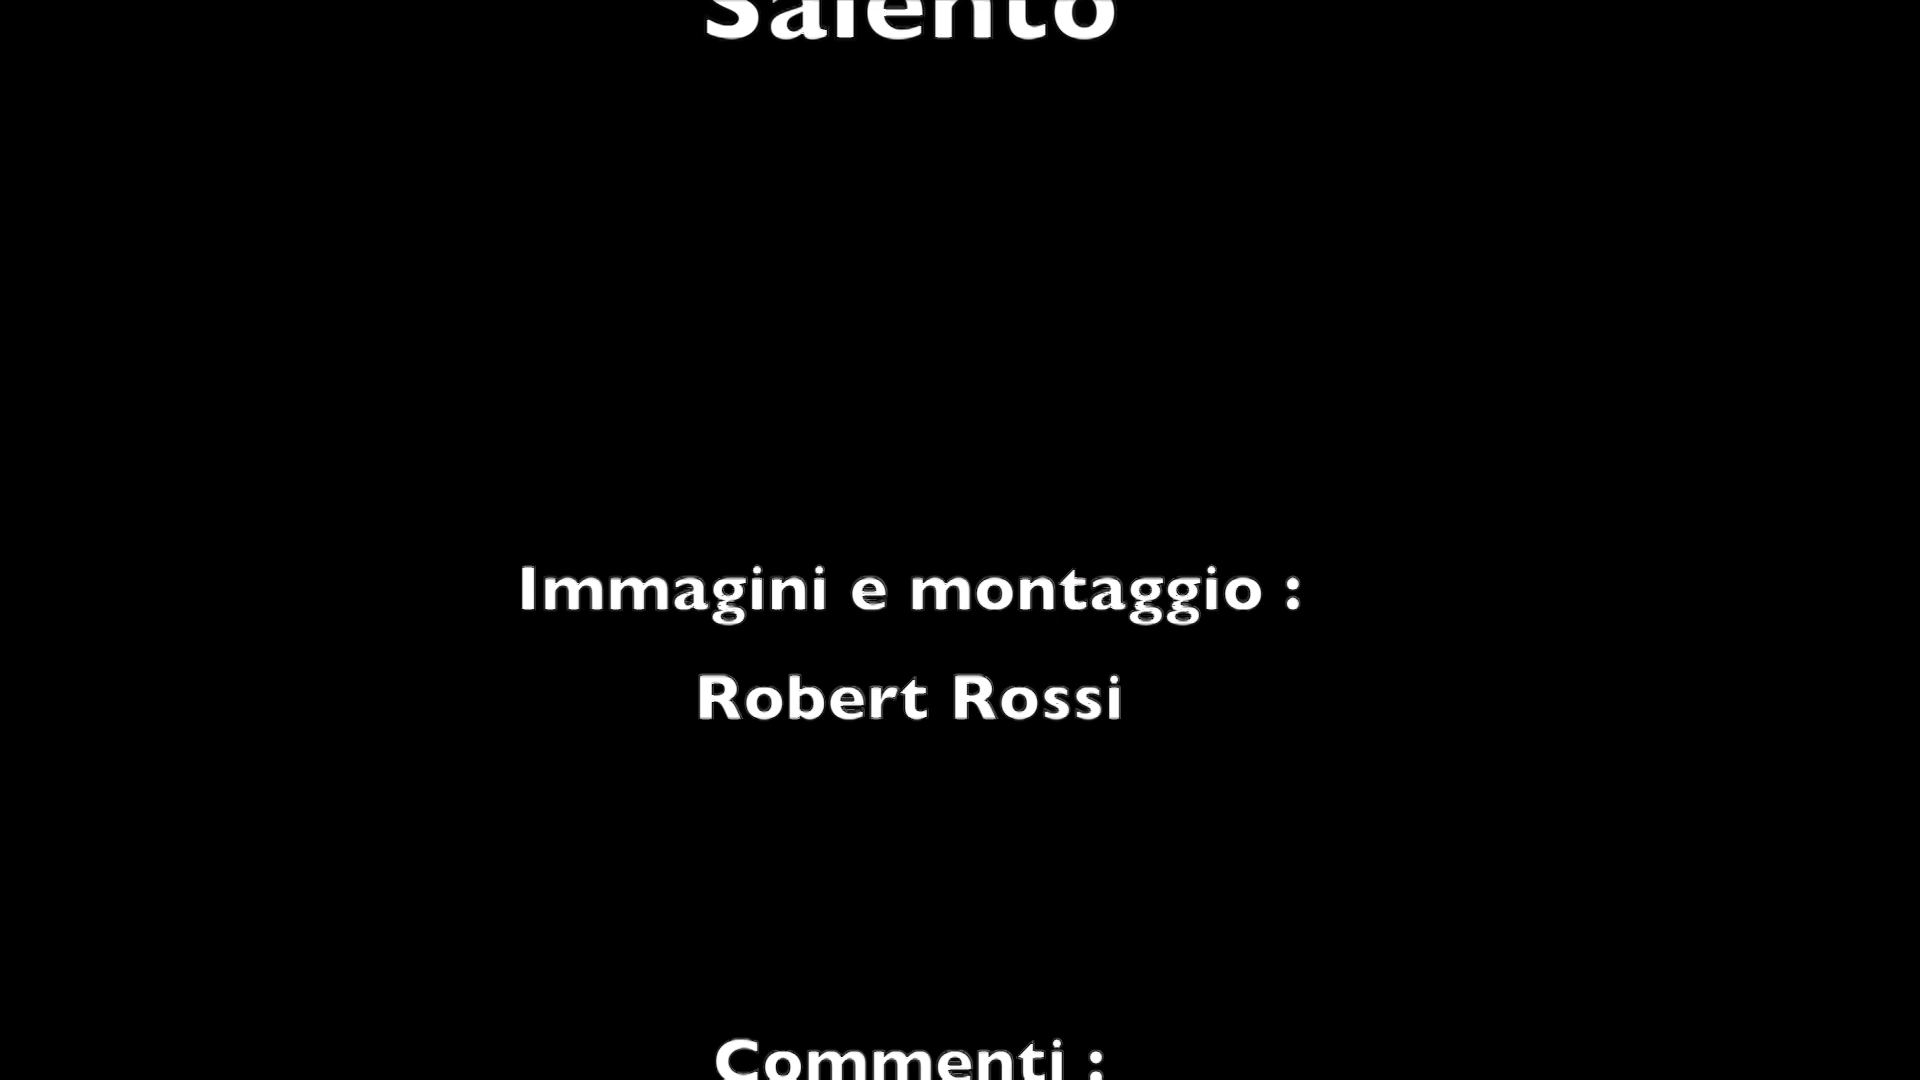 Salento
Immagini e montaggio :
Robert Rossi
Commenti :